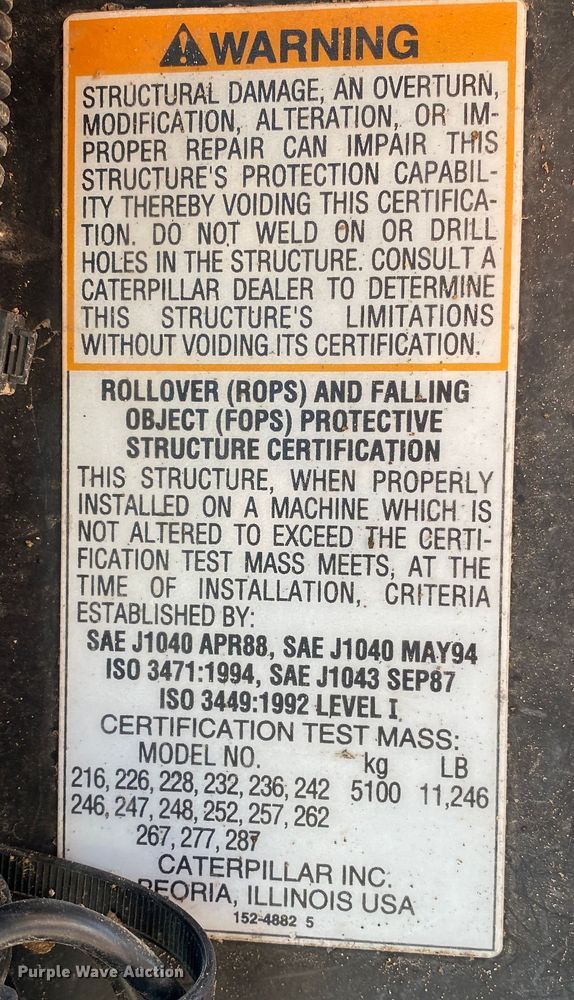 WARNING
STRUCTURAL DAMAGE, AN OVERTURN,
MODIFICATION, ALTERATION, OR IM-
PROPER REPAIR CAN IMPAIR THIS
STRUCTURE'S PROTECTION CAPABIL-
ITY THEREBY VOIDING THIS CERTIFICA-
TION. DO NOT WELD ON OR DRILL
HOLES IN THE STRUCTURE. CONSULT A
CATERPILLAR DEALER TO DETERMINE
THIS STRUCTURE'S LIMITATIONS
WITHOUT VOIDING ITS CERTIFICATION.
ROLLOVER (ROPS) AND FALLING
OBJECT (FOPS) PROTECTIVE
STRUCTURE CERTIFICATION
THIS STRUCTURE, WHEN PROPERLY
INSTALLED ON A MACHINE WHICH IS
NOT ALTERED TO EXCEED THE CERTI-
FICATION TEST MASS MEETS, AT THE
TIME OF INSTALLATION, CRITERIA
ESTABLISHED BY:
SAE J1040 APR88, SAE J1040 MAY94
ISO 3471:1994, SAE J1043 SEP87
ISO 3449:1992 LEVEL I
CERTIFICATION TEST MASS:
MODEL NO. kg LB
216, 226, 228, 232, 236, 242 5100 11,246
246, 247, 248, 252, 257, 262
267, 277, 287
CATERPILLAR INC.
PEORIA, ILLINOIS USA
152-4882 5
Purple Wave Auction